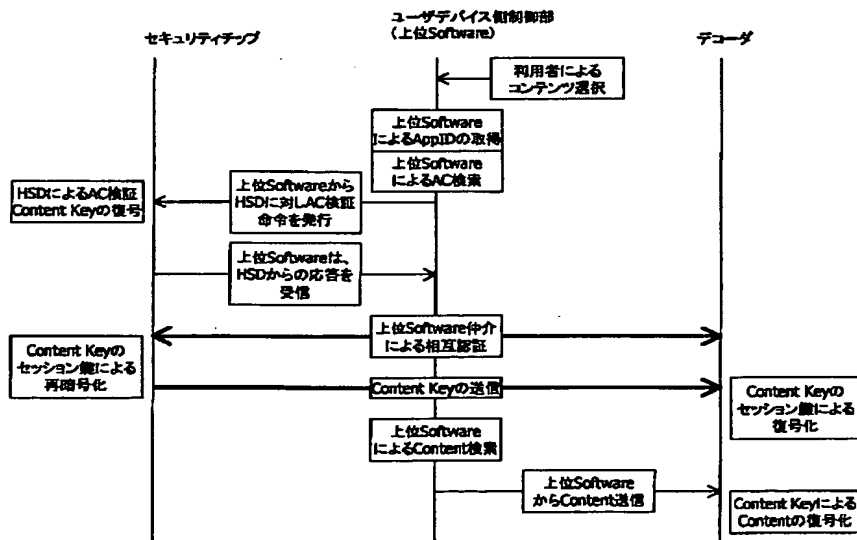 ユーザデバイス側制御部
(上位Software)
セキュリティチップ
デコーダ
利用者による
コンテンツ選択
上位Software
によるAppIDの取得
上位Software
によるAC検索
HSDによるAC検証
Content Keyの復号
上位Softwareから
HSDに対しAC検証
命令を発行
上位Softwareは、
HSDからの応答を
受信
上位Software仲介
による相互認証
Content Keyの
セッション鍵による
再暗号化
Content Keyの送信
Content Keyの
セッション鍵による
復号化
上位Software
によるContent検索
上位Software
からContent送信
Content Keyによる
Contentの復号化